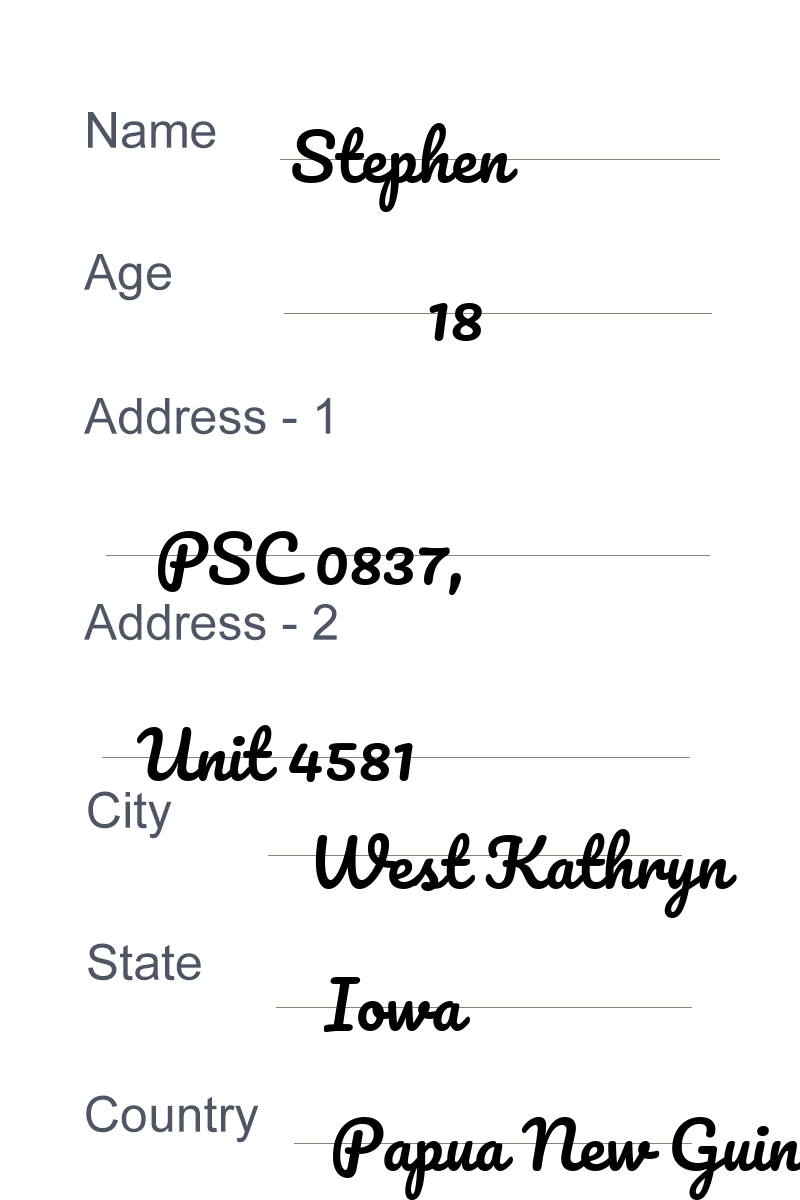 Name Stephen
Age 18
Address - 1
PSC 0837,
Address - 2
Unit 4581
City West Kathryn
State Iowa
Country Papua New Guin